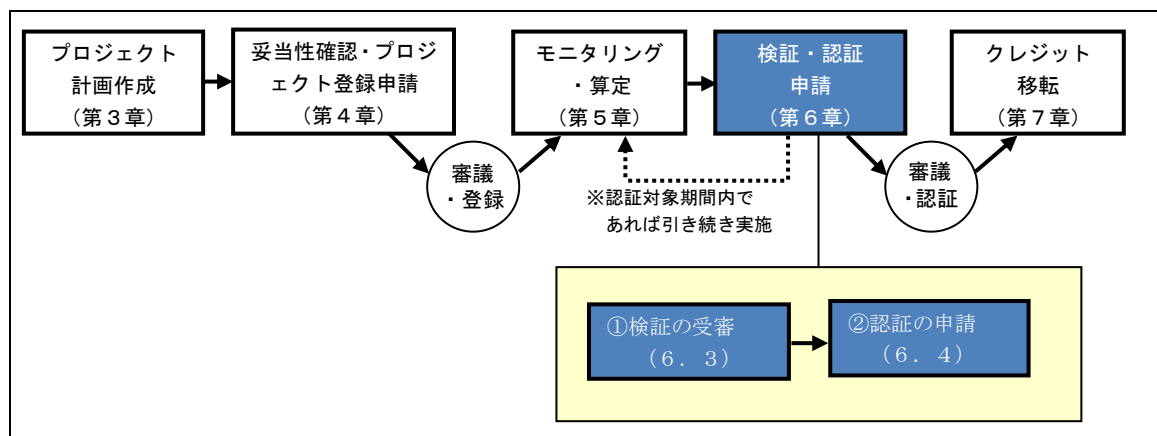 プロジェクト
計画作成
（第３章）
妥当性確認・プロジ
ェクト登録申請
（第４章）
審議
・登録
モニタリング
・算定
（第５章）
検証・認証
申請
（第６章）
※認証対象期間内で
あれば引き続き実施
審議
・認証
クレジット
移転
（第７章）
①検証の受審
（６．３）
②認証の申請
（６．４）